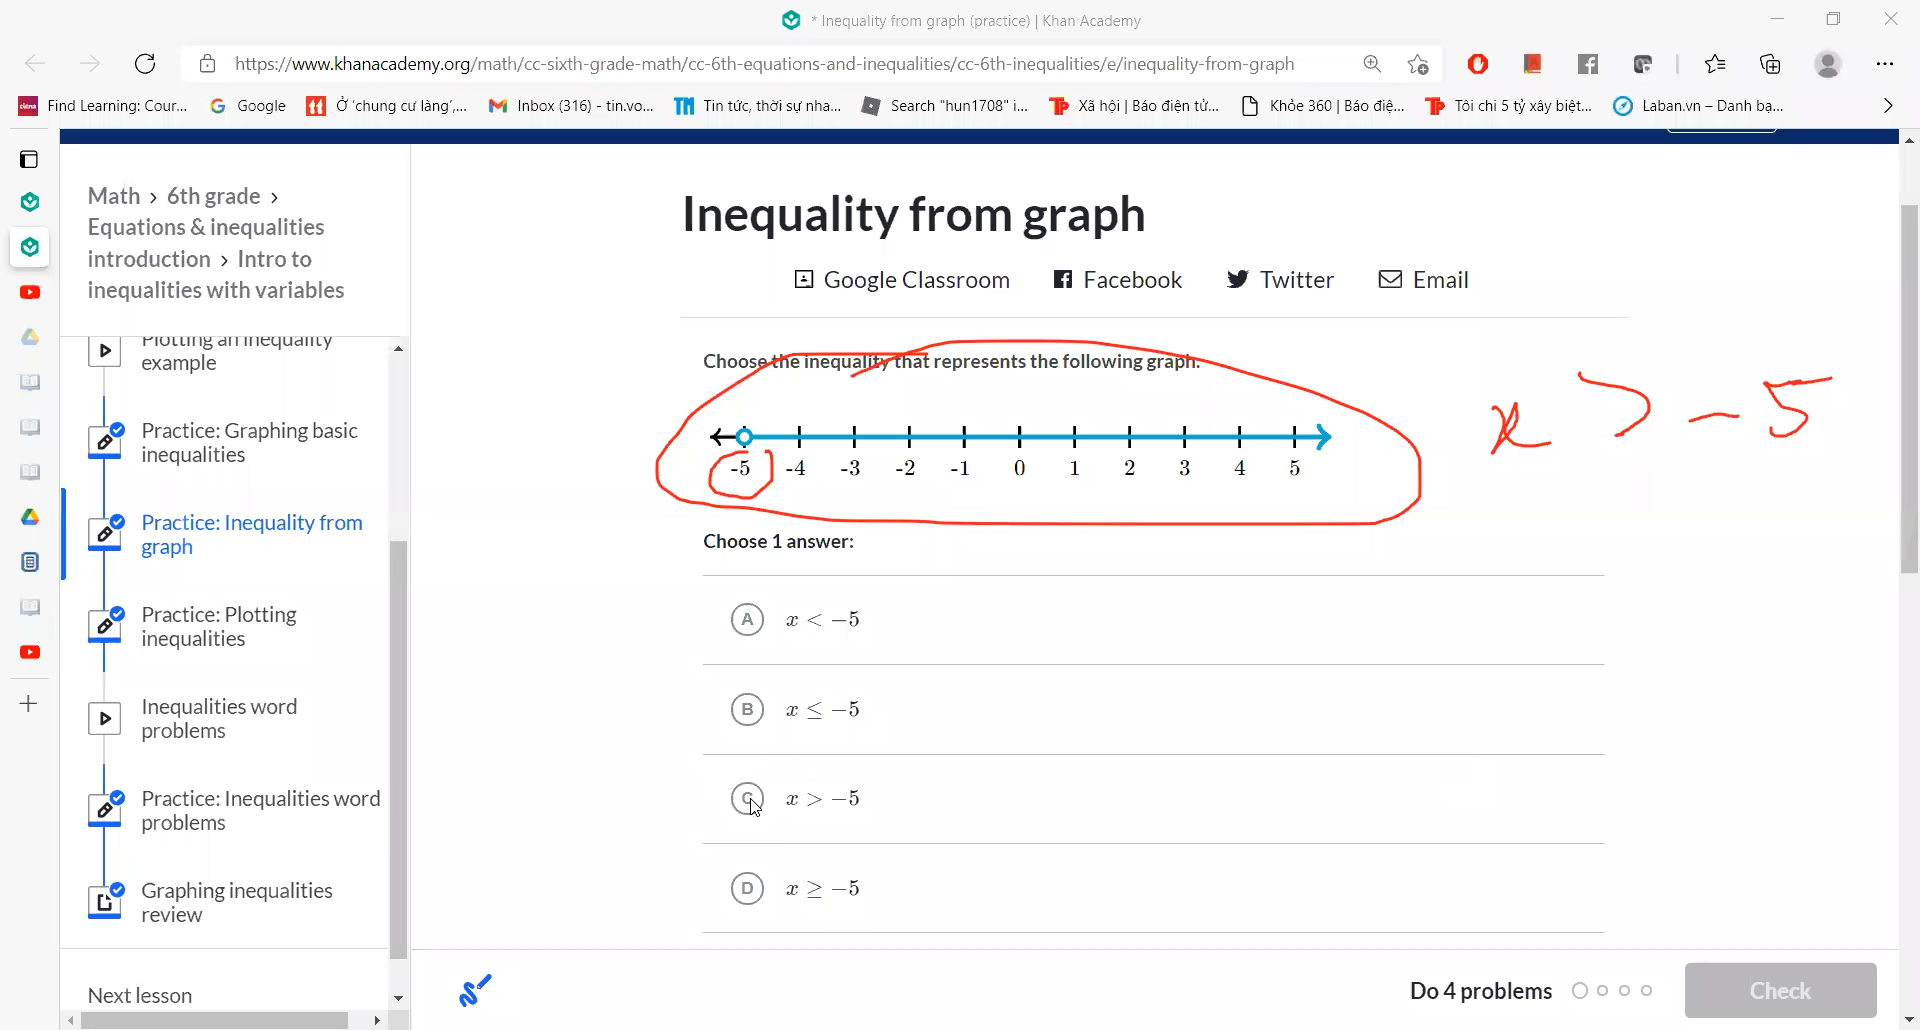 * Inequality from graph (practice) | Khan Academy
https://www.khanacademy.org/math/cc-sixth-grade-math/cc-6th-equations-and-inequalities/cc-6th-inequalities/e/inequality-from-graph
Find Learning: Cour... Google Ở 'chung cư làng',... Inbox (316) - tin.vo... Tin tức, thời sự nha... Search "hun1708" i... Xã hội | Báo điện tử... Khỏe 360 | Báo điệ... Tôi chi 5 tỷ xây biệt... Laban.vn – Danh bạ...
Math › 6th grade ›
Equations & inequalities
introduction › Intro to
inequalities with variables
Plotting an inequality
example
Practice: Graphing basic
inequalities
Practice: Inequality from
graph
Practice: Plotting
inequalities
Inequalities word
problems
Practice: Inequalities word
problems
Graphing inequalities
review
Next lesson
Inequality from graph
Google Classroom Facebook Twitter Email
Choose the inequality that represents the following graph.
x > -5
-5 -4 -3 -2 -1 0 1 2 3 4 5
Choose 1 answer:
A x < −5
B x ≤ −5
C x > −5
D x ≥ −5
Do 4 problems Check